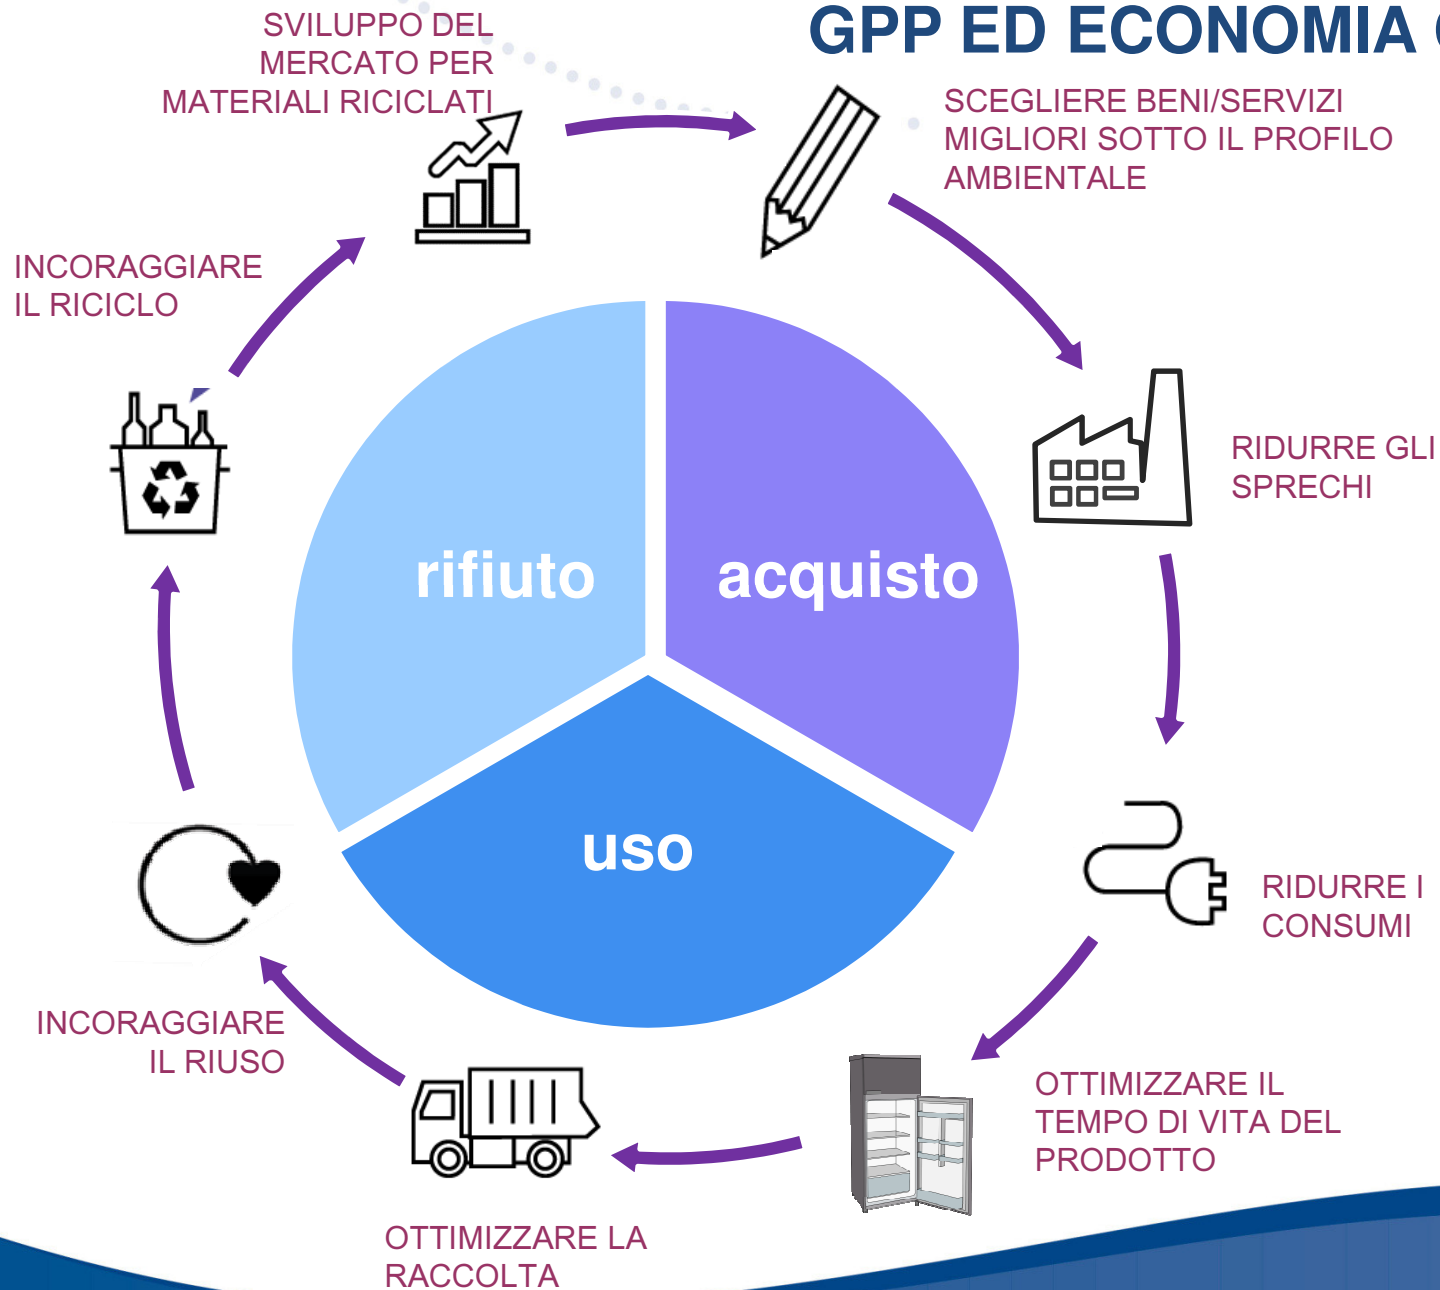 GPP ED ECONOMIA
SVILUPPO DEL
MERCATO PER
MATERIALI RICICLATI
SCEGLIERE BENI/SERVIZI
MIGLIORI SOTTO IL PROFILO
AMBIENTALE
INCORAGGIARE
IL RICICLO
RIDURRE GLI
SPRECHI
rifiuto
acquisto
uso
RIDURRE I
CONSUMI
INCORAGGIARE
IL RIUSO
OTTIMIZZARE IL
TEMPO DI VITA DEL
PRODOTTO
OTTIMIZZARE LA
RACCOLTA